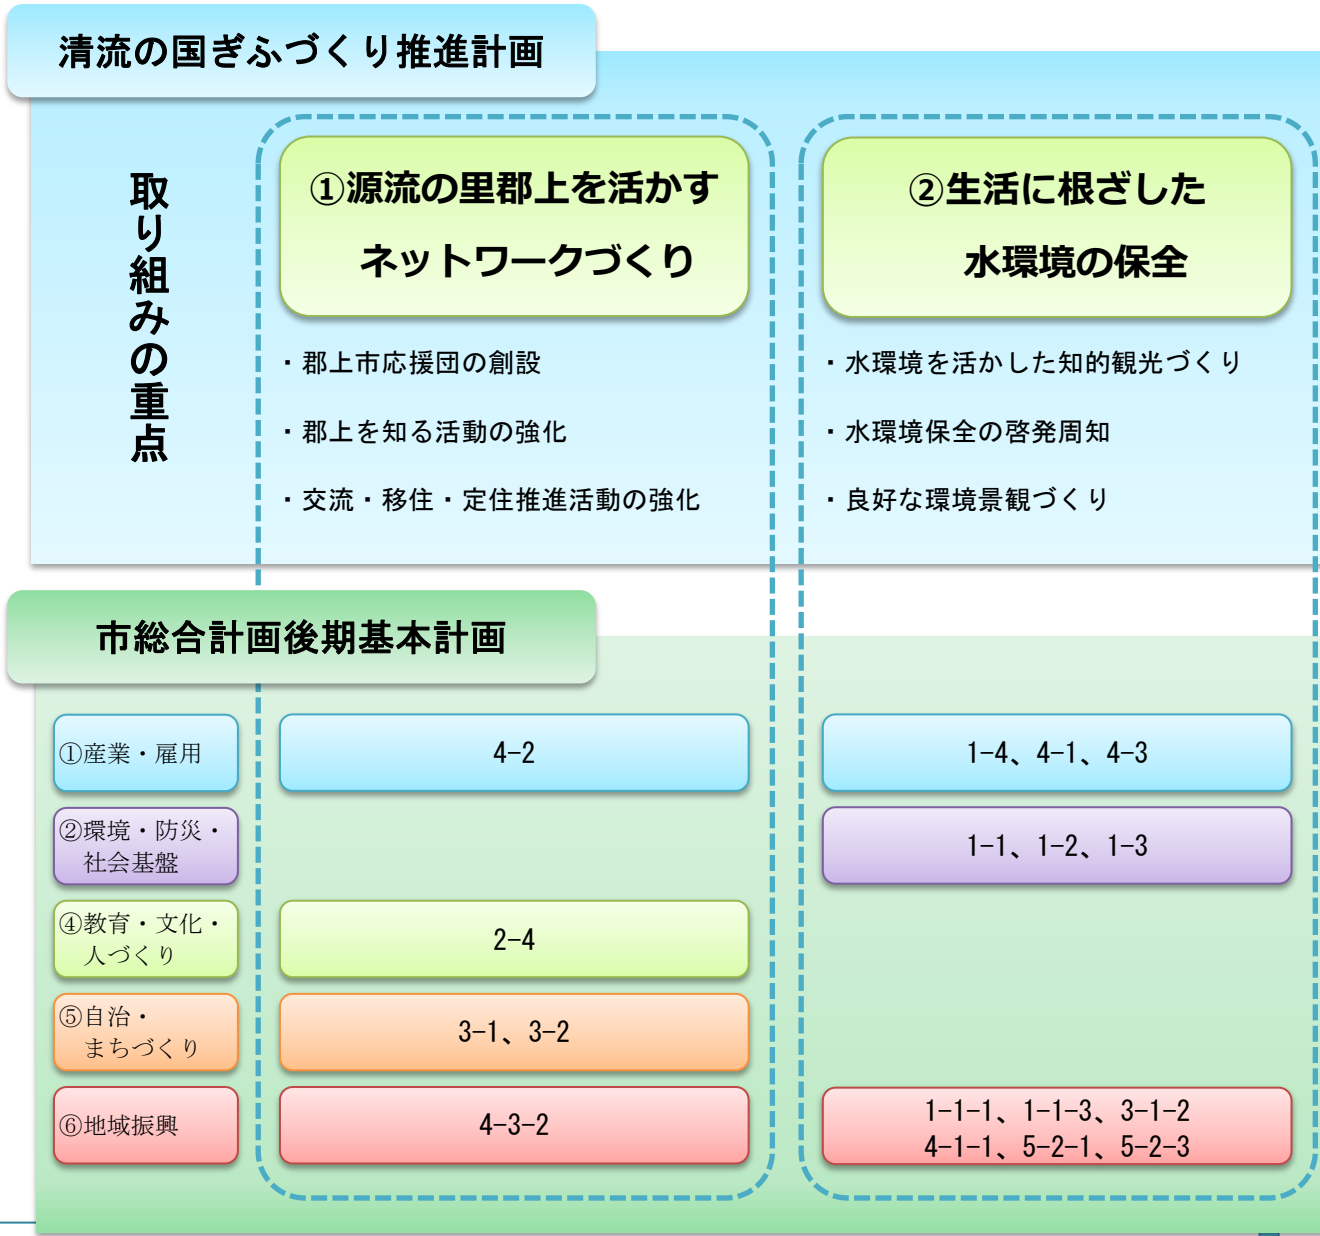 清流の国ぎふづくり推進計画
取り組みの重点
①源流の里郡上を活かす
ネットワークづくり
・郡上市応援団の創設
・郡上を知る活動の強化
・交流・移住・定住推進活動の強化
②生活に根ざした
水環境の保全
・水環境を活かした知的観光づくり
・水環境保全の啓発周知
・良好な環境景観づくり
市総合計画後期基本計画
①産業・雇用
4-2
1-4、4-1、4-3
②環境・防災・
社会基盤
1-1、1-2、1-3
④教育・文化・
人づくり
2-4
⑤自治・
まちづくり
3-1、3-2
⑥地域振興
4-3-2
1-1-1、1-1-3、3-1-2
4-1-1、5-2-1、5-2-3